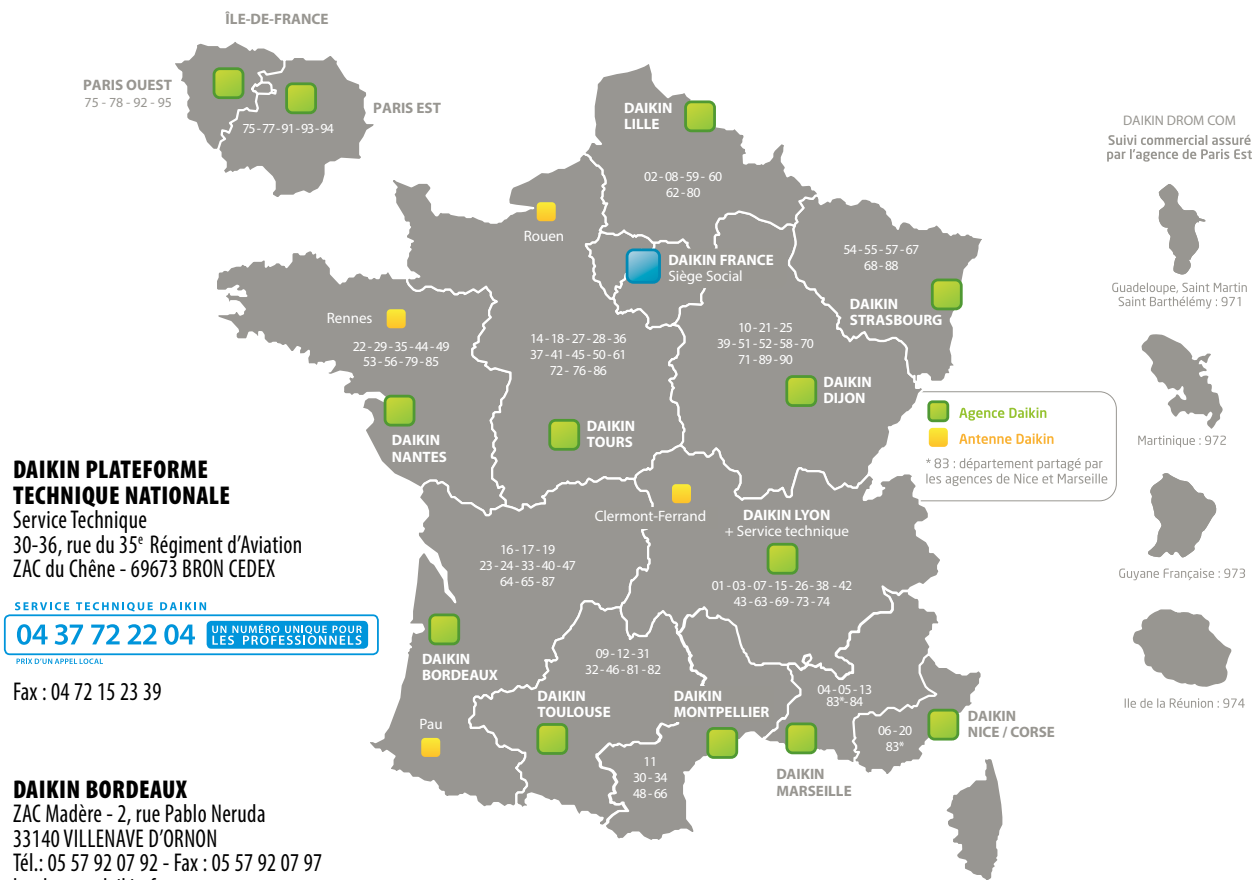 ÎLE-DE-FRANCE
PARIS OUEST
75 - 78 - 92 - 95
PARIS EST
75-77-91-93-94
DAIKIN
LILLE
02-08-59-60
62-80
DAIKIN DROM COM
Suivi commercial assuré
par l'agence de Paris Est
Rouen
DAIKIN FRANCE
Siège Social
54-55-57-67
68-88
DAIKIN
STRASBOURG
Guadeloupe, Saint Martin
Saint Barthélémy : 971
Rennes
22-29-35-44-49
53-56-79-85
14-18-27-28-36
37-41-45-50-61
72-76-86
10-21-25
39-51-52-58-70
71-89-90
DAIKIN
DIJON
DAIKIN
NANTES
DAIKIN
TOURS
Agence Daikin
Antenne Daikin
* 83 : département partagé par
les agences de Nice et Marseille
Martinique : 972
DAIKIN PLATEFORME
TECHNIQUE NATIONALE
Service Technique
30-36, rue du 35e Régiment d'Aviation
ZAC du Chêne - 69673 BRON CEDEX
SERVICE TECHNIQUE DAIKIN
04 37 72 22 04
UN NUMÉRO UNIQUE POUR
LES PROFESSIONNELS
PRIX D'UN APPEL LOCAL
Fax : 04 72 15 23 39
Clermont-Ferrand
DAIKIN LYON
+ Service technique
01-03-07-15-26-38-42
43-63-69-73-74
16-17-19
23-24-33-40-47
64-65-87
Guyane Française : 973
DAIKIN
BORDEAUX
09-12-31
32-46-81-82
DAIKIN
TOULOUSE
DAIKIN
MONTPELLIER
04-05-13
83*-84
06-20
83*
DAIKIN
NICE / CORSE
Ile de la Réunion : 974
Pau
11
30-34
48-66
DAIKIN
MARSEILLE
DAIKIN BORDEAUX
ZAC Madère - 2, rue Pablo Neruda
33140 VILLENAVE D'ORNON
Tél.: 05 57 92 07 92 - Fax : 05 57 92 07 97